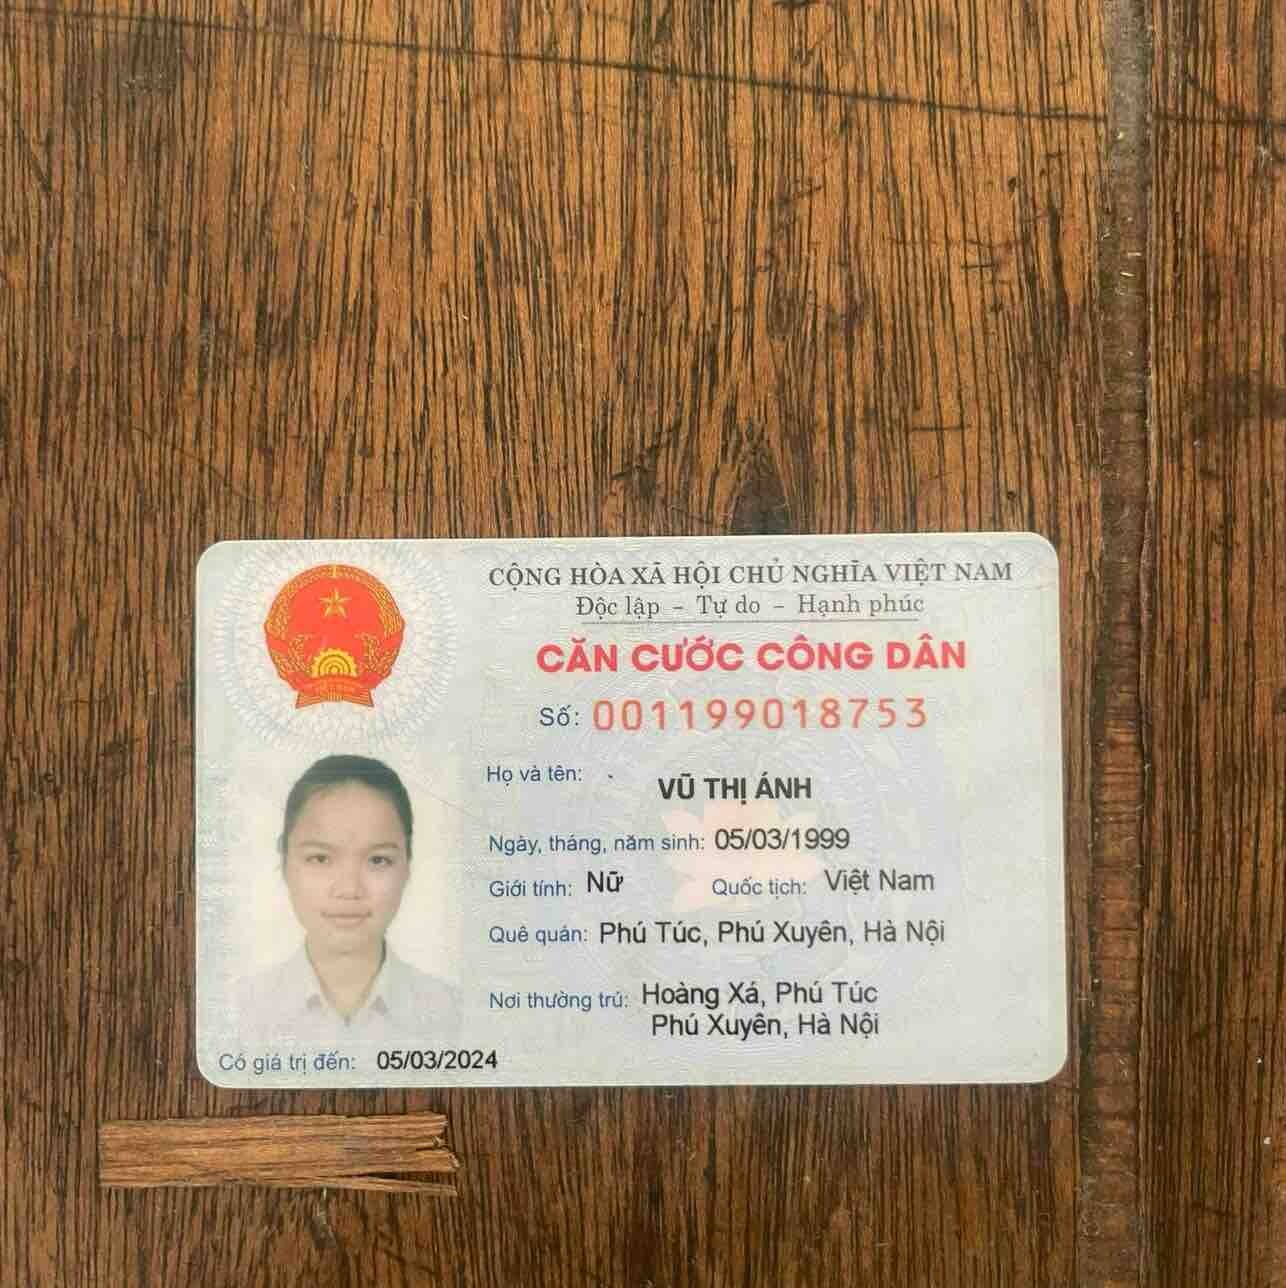 CỘNG HÒA XÃ HỘI CHỦ NGHĨA VIỆT NAM
Độc lập - Tự do - Hạnh phúc
CĂN CƯỚC CÔNG DÂN
Số: 001199018753
Họ và tên:
VŨ THỊ ÁNH
Ngày, tháng, năm sinh: 05/03/1999
Giới tính: Nữ Quốc tịch: Việt Nam
Quê quán: Phú Túc, Phú Xuyên, Hà Nội
Nơi thường trú: Hoàng Xá, Phú Túc
Phú Xuyên, Hà Nội
Có giá trị đến: 05/03/2024